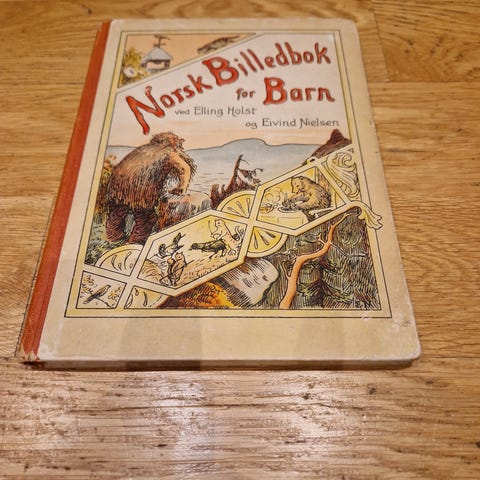 Norsk Billedbok
for Barn
ved Elling Holst
og Eivind Nielsen